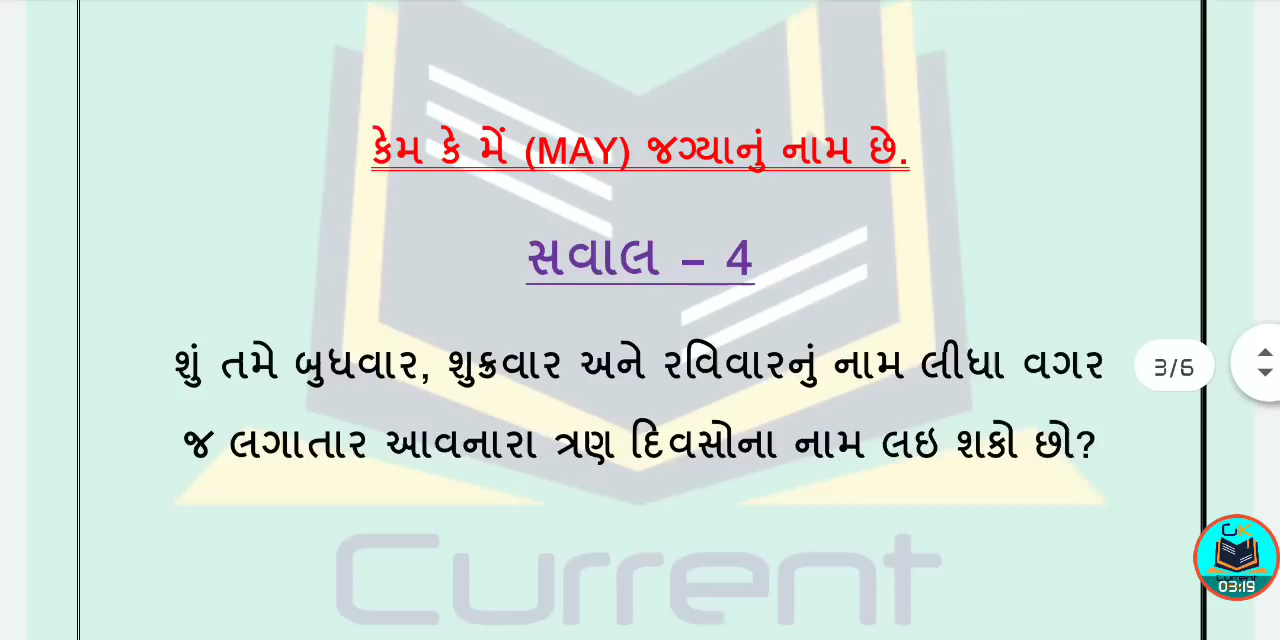 કેમ કે મેં (MAY) જગ્યાનું નામ છે.
સવાલ – 4
શું તમે બુધવાર, શુક્રવાર અને રવિવારનું નામ લીધા વગર
3/6
જ લગાતાર આવનારા ત્રણ દિવસોના નામ લઇ શકો છો?
Current
Current
03:19